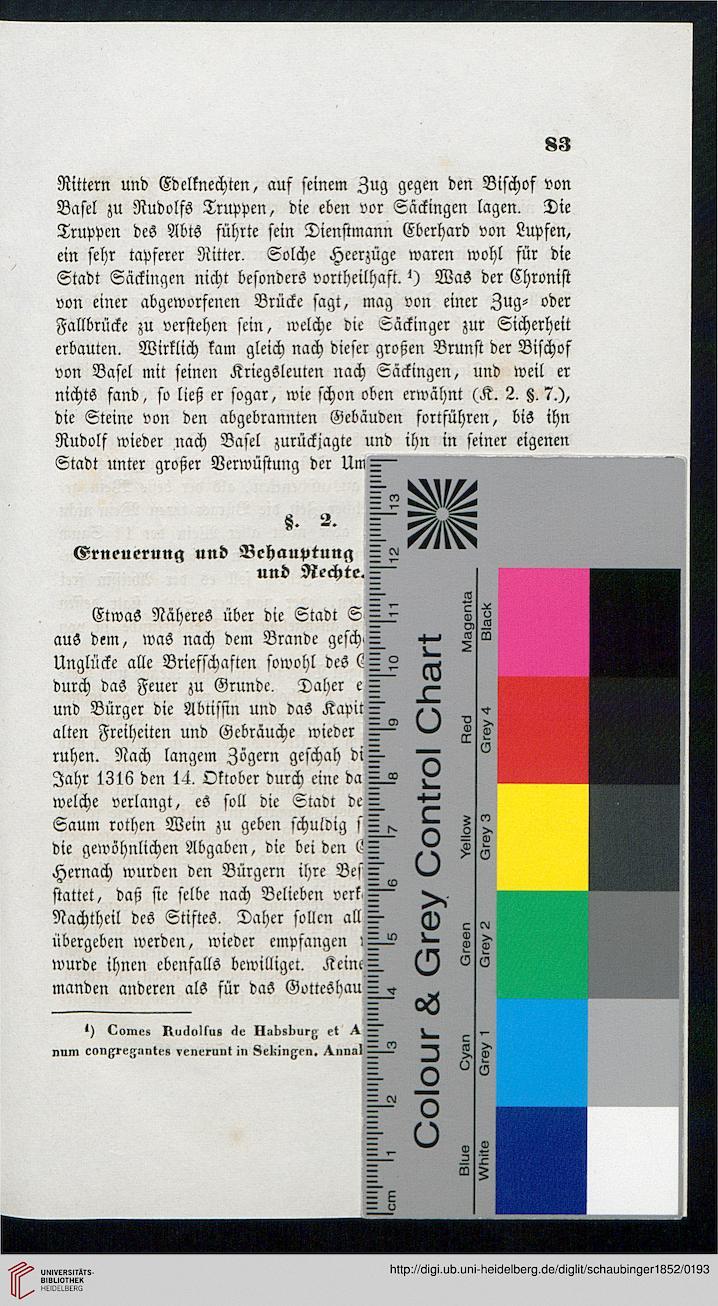 83
Rittern und Edelknechten, auf seinem Zug gegen den Bischof von
Basel zu Rudolfs Truppen, die eben vor Säckingen lagen. Die
Truppen des Abts führte sein Dienstmann Eberhard von Lupfen,
ein sehr tapferer Ritter. Solche Heerzüge waren wohl für die
Stadt Säckingen nicht besonders vortheilhaft. ¹) Was der Chronist
von einer abgeworfenen Brücke sagt, mag von einer Zug- oder
Fallbrücke zu verstehen sein, welche die Säckinger zur Sicherheit
erbauten. Wirklich kam gleich nach dieser großen Brunst der Bischof
von Basel mit seinen Kriegsleuten nach Säckingen, und weil er
nichts fand, so ließ er sogar, wie schon oben erwähnt (K. 2. §. 7.),
die Steine von den abgebrannten Gebäuden fortführen, bis ihn
Rudolf wieder nach Basel zurückjagte und ihn in seiner eigenen
Stadt unter großer Verwüstung der Um
§. 2.
Erneuerung und Behauptung
und Rechte.
Etwas Näheres über die Stadt S
aus dem, was nach dem Brande gesch
Unglücke alle Briefschaften sowohl des
durch das Feuer zu Grunde. Daher e
und Bürger die Abtissin und das Kapit
alten Freiheiten und Gebräuche wieder
ruhen. Nach langem Zögern geschah di
Jahr 1316 den 14. Oktober durch eine da
welche verlangt, es soll die Stadt de
Saum rothen Wein zu geben schuldig s
die gewöhnlichen Abgaben, die bei den
Hernach wurden den Bürgern ihre Bes
stattet, daß sie selbe nach Belieben verk
Nachtheil des Stiftes. Daher sollen all
übergeben werden, wieder empfangen
wurde ihnen ebenfalls bewilliget. Keine
manden anderen als für das Gotteshau
¹) Comes Rudolfus de Habsburg et A
num congregantes venerunt in Sekingen. Annal
Colour & Grey Control Chart
Blue Cyan Green Yellow Red Magenta
White Grey 1 Grey 2 Grey 3 Grey 4 Black
cm 1 2 3 4 5 6 7 8 9 10 11 12 13
UNIVERSITÄTS-
BIBLIOTHEK
HEIDELBERG
http://digi.ub.uni-heidelberg.de/diglit/schaubinger1852/0193